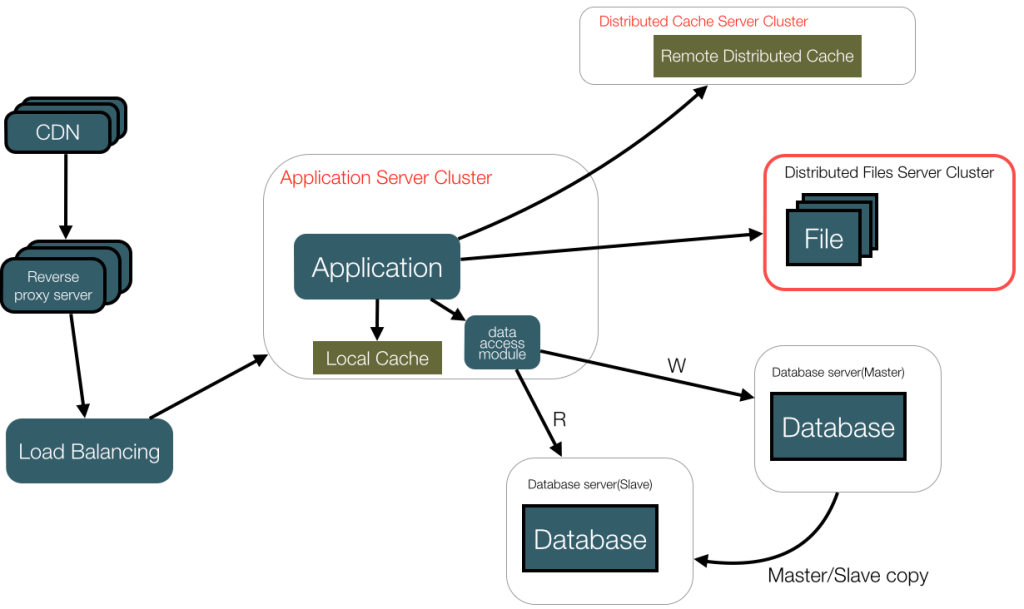 Distributed Cache Server Cluster
Remote Distributed Cache
CDN
Application Server Cluster
Distributed Files Server Cluster
File
Application
Reverse
proxy server
data
access
module
Local Cache
W
Database server(Master)
Database
R
Load Balancing
Database server(Slave)
Database
Master/Slave copy